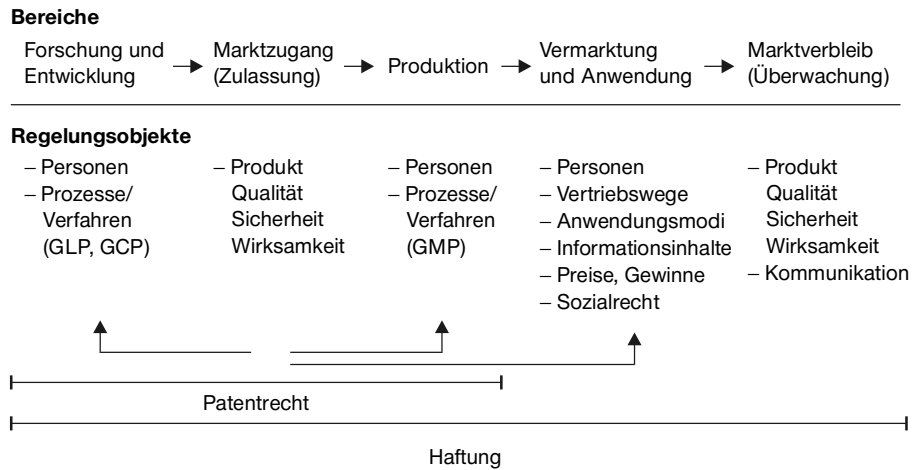 Bereiche
Forschung und Entwicklung
Marktzugang (Zulassung)
Produktion
Vermarktung und Anwendung
Marktverbleib (Überwachung)
Regelungsobjekte
– Personen
– Prozesse/
Verfahren
(GLP, GCP)
– Produkt
Qualität
Sicherheit
Wirksamkeit
– Personen
– Prozesse/
Verfahren
(GMP)
– Personen
– Vertriebswege
– Anwendungsmodi
– Informationsinhalte
– Preise, Gewinne
– Sozialrecht
– Produkt
Qualität
Sicherheit
Wirksamkeit
– Kommunikation
Patentrecht
Haftung